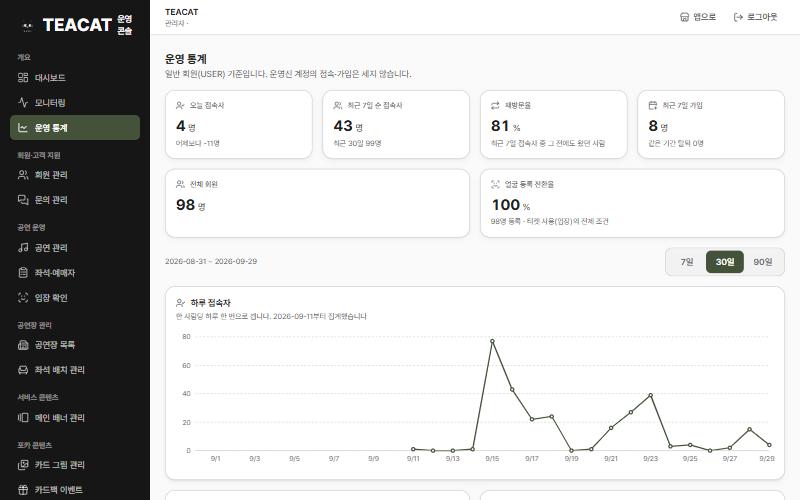 TEACAT 운영
콘솔
개요
대시보드
모니터링
운영 통계
회원·고객 지원
회원 관리
문의 관리
공연 운영
공연 관리
좌석·예매자
입장 확인
공연장 관리
공연장 목록
좌석 배치 관리
서비스 콘텐츠
메인 배너 관리
포카 콘텐츠
카드 그림 관리
카드팩 이벤트
TEACAT
관리자 ·
앱으로
로그아웃
운영 통계
일반 회원(USER) 기준입니다. 운영진 계정의 접속·가입은 세지 않습니다.
오늘 접속자
4 명
어제보다 -11명
최근 7일 순 접속자
43 명
최근 30일 99명
재방문율
81 %
최근 7일 접속자 중 그 전에도 왔던 사람
최근 7일 가입
8 명
같은 기간 탈퇴 0명
전체 회원
98 명
얼굴 등록 전환율
100 %
98명 등록 · 티켓 사용(입장)의 전제 조건
2026-08-31 ~ 2026-09-29
7일
30일
90일
하루 접속자
한 사람당 하루 한 번으로 셉니다. 2026-09-11부터 집계했습니다
80
60
40
20
0
9/1
9/3
9/5
9/7
9/9
9/11
9/13
9/15
9/17
9/19
9/21
9/23
9/25
9/27
9/29